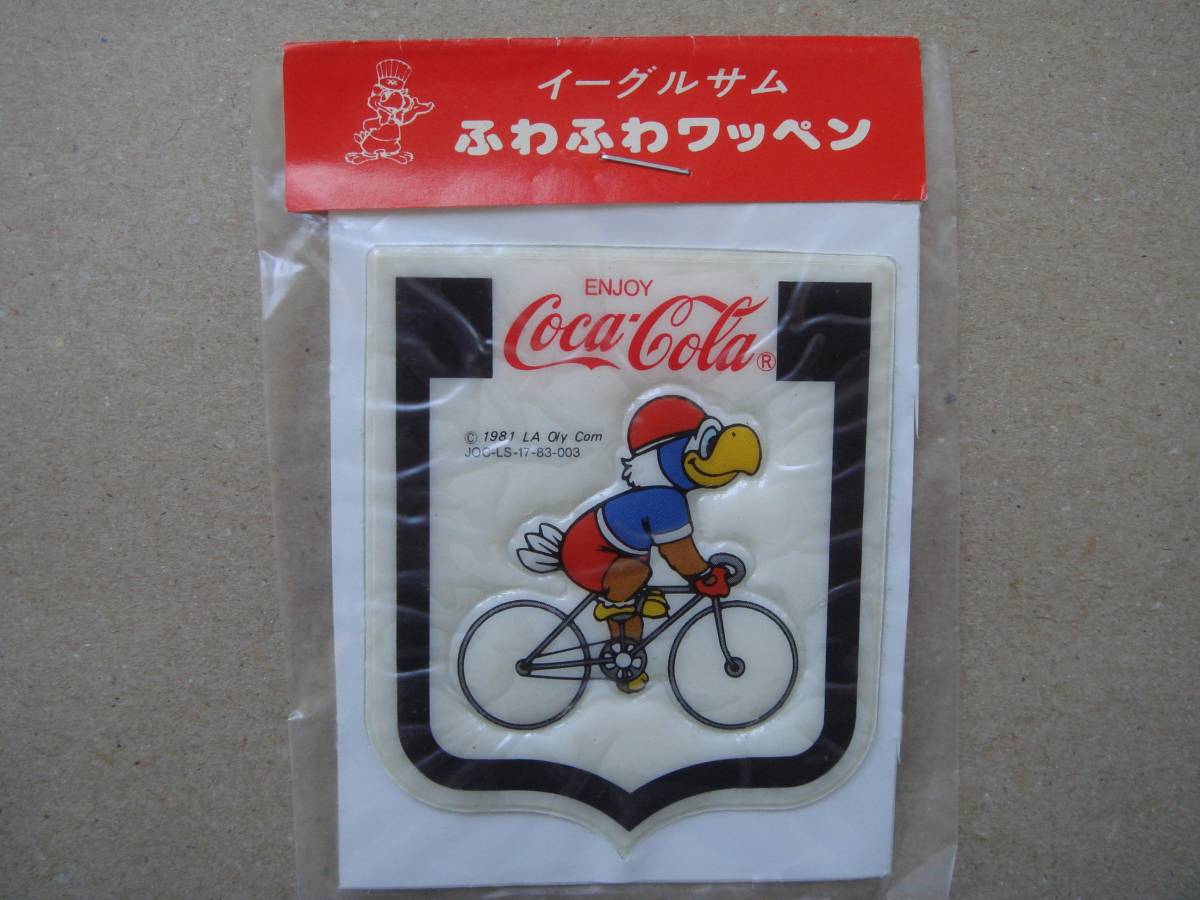 イーグルサム
ふわふわワッペン
ENJOY
Coca-Cola®
© 1981 LA Oly Com
JOC-LS-17-83-003